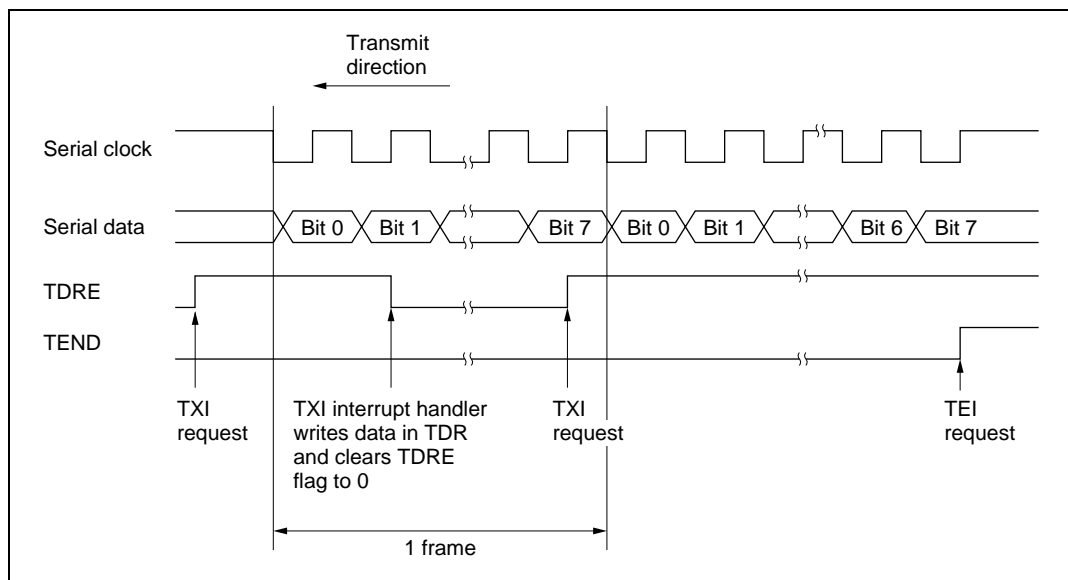 Transmit
direction
Serial clock
Serial data
Bit 0 Bit 1 Bit 7 Bit 0 Bit 1 Bit 6 Bit 7
TDRE
TEND
TXI
request
TXI interrupt handler
writes data in TDR
and clears TDRE
flag to 0
TXI
request
TEI
request
1 frame